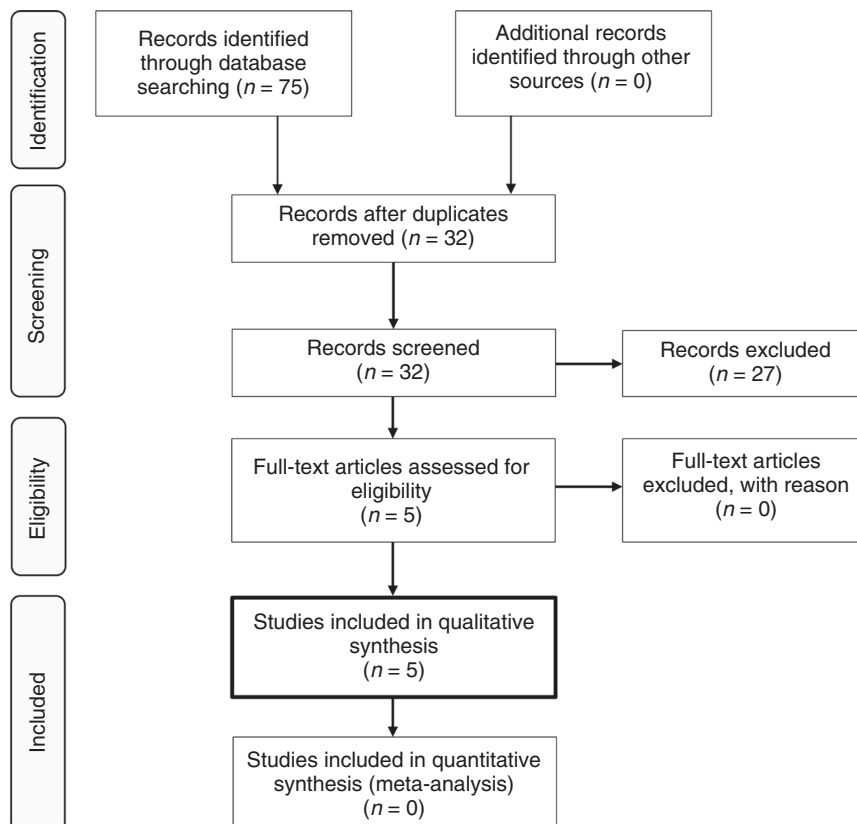 Identification
Records identified
through database
searching (n = 75)
Additional records
identified through other
sources (n = 0)
Screening
Records after duplicates
removed (n = 32)
Records screened
(n = 32)
Records excluded
(n = 27)
Eligibility
Full-text articles assessed for
eligibility
(n = 5)
Full-text articles
excluded, with reason
(n = 0)
Included
Studies included in qualitative
synthesis
(n = 5)
Studies included in quantitative
synthesis (meta-analysis)
(n = 0)